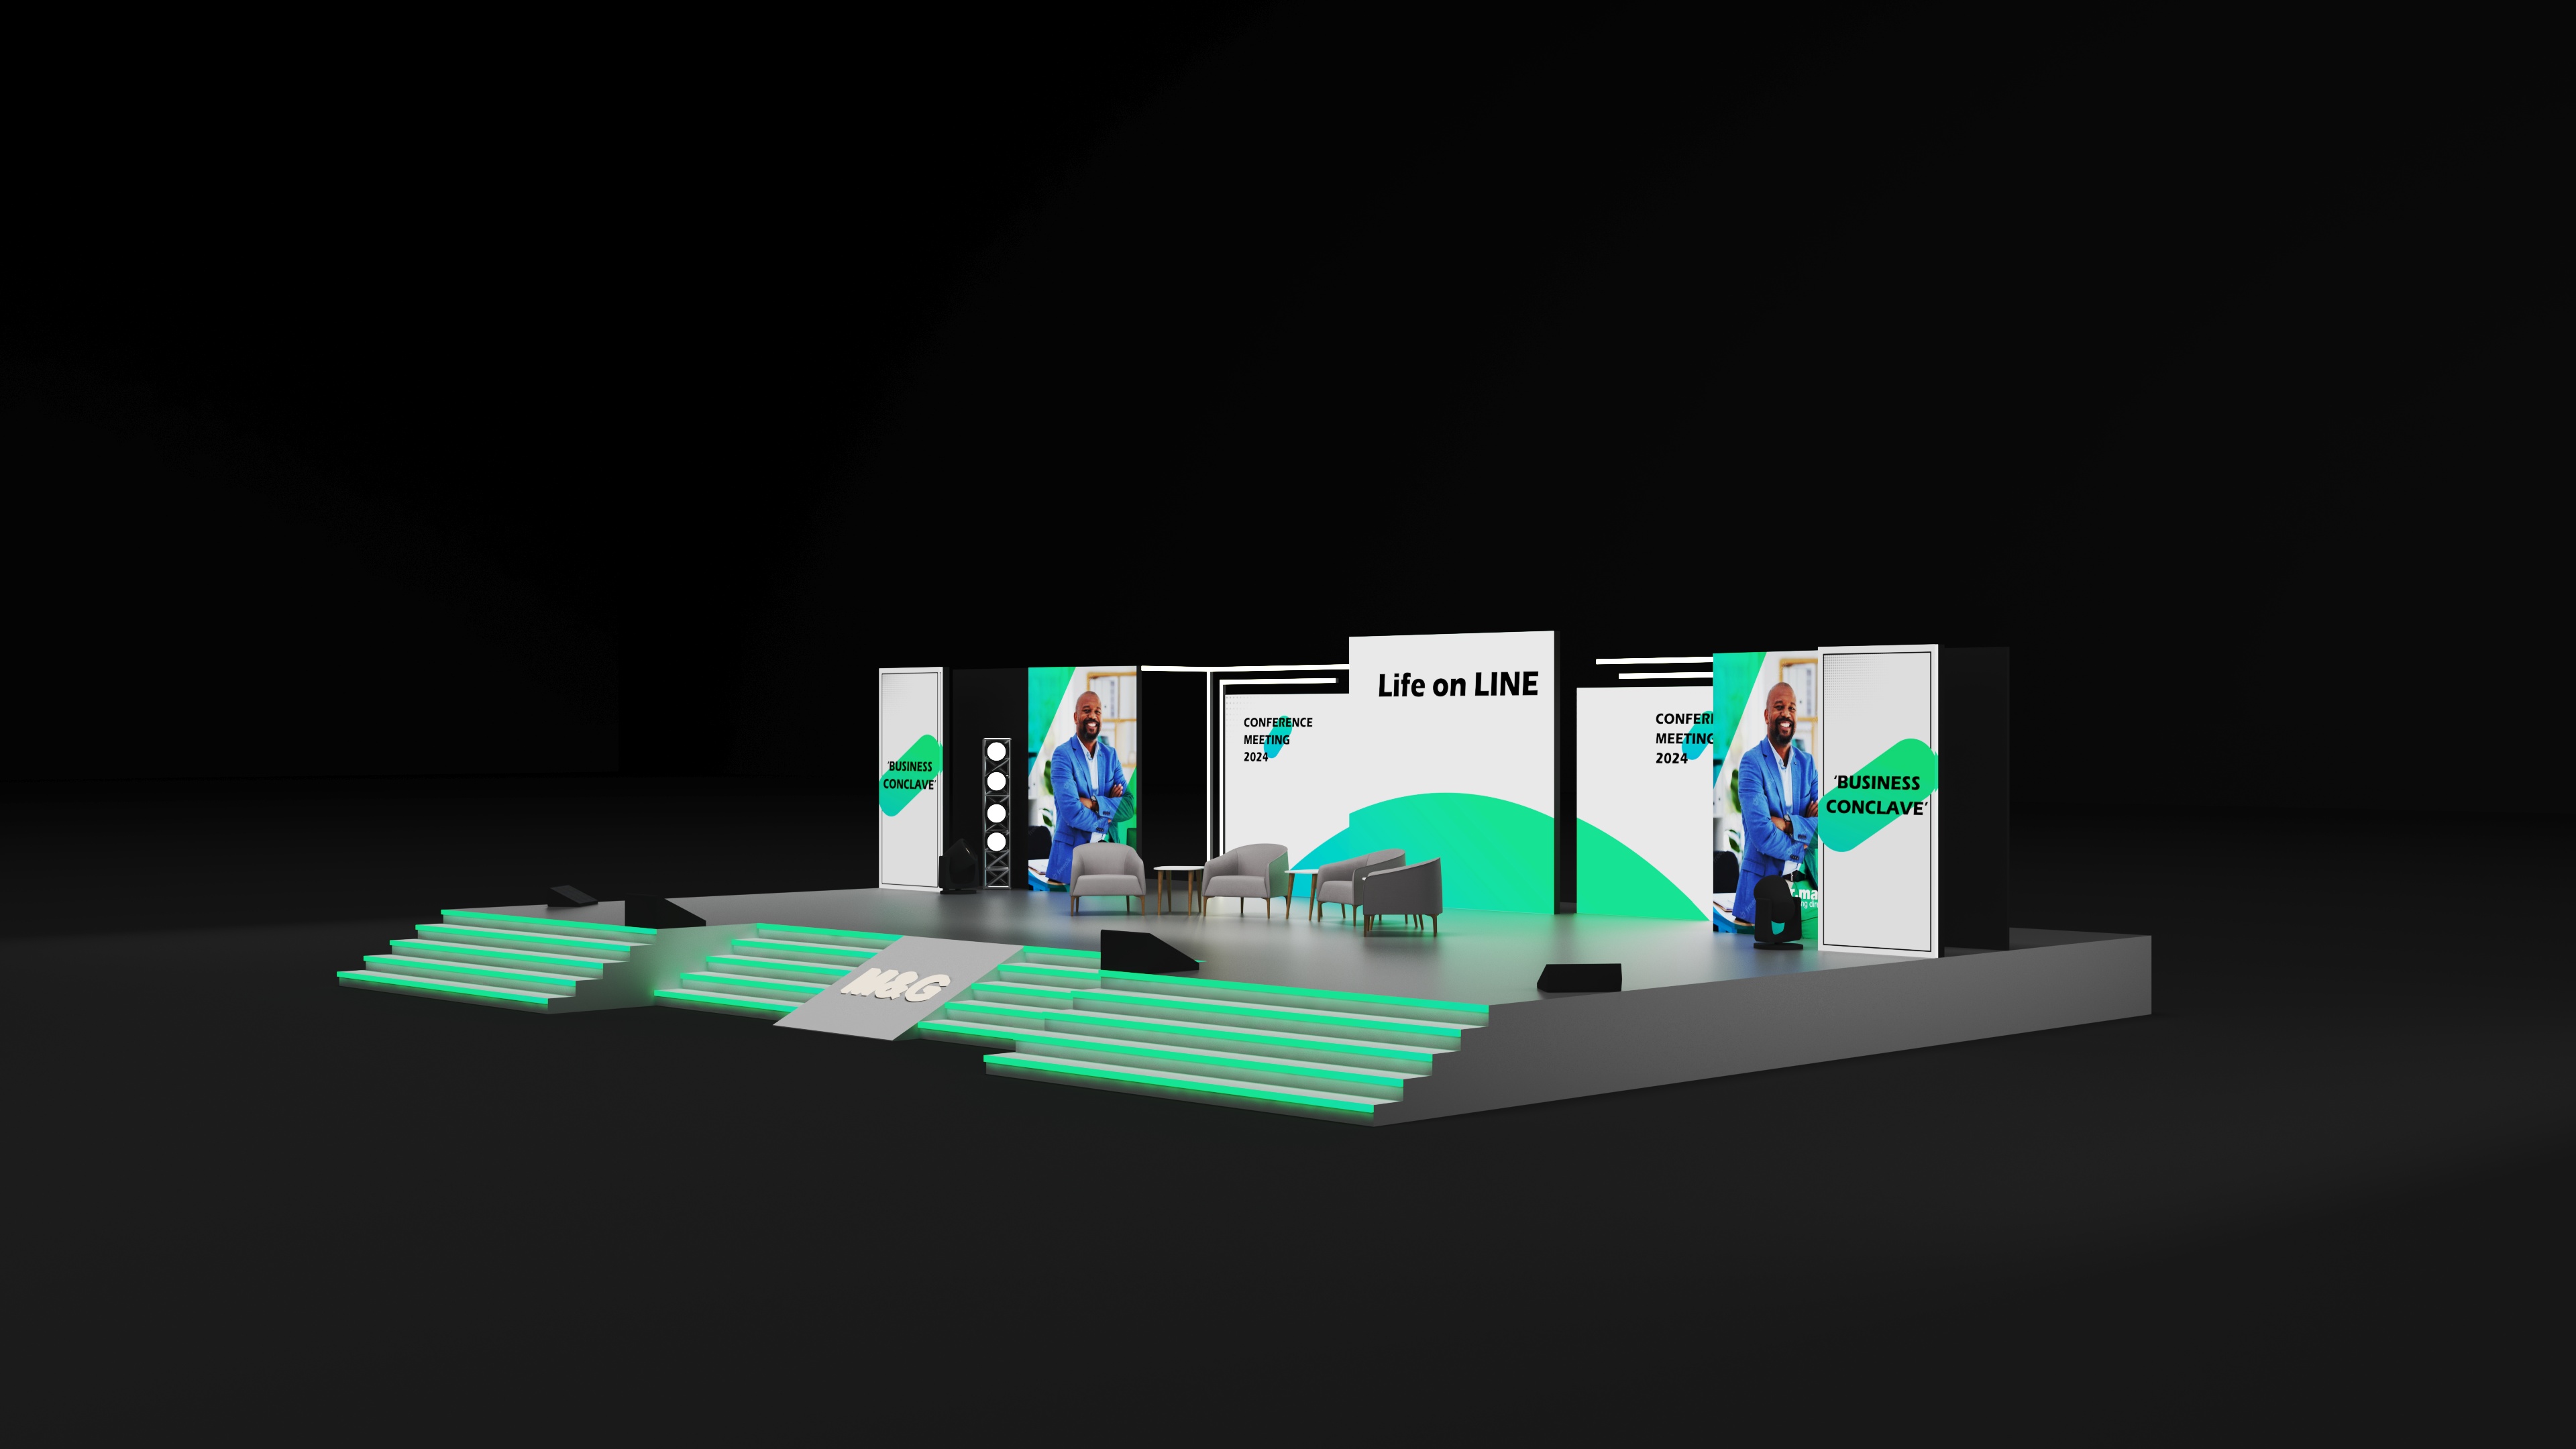 'BUSINESS
CONCLAVE'
CONFERENCE
MEETING
2024
Life on LINE
MEETING
2024
'BUSINESS
CONCLAVE'
M&G